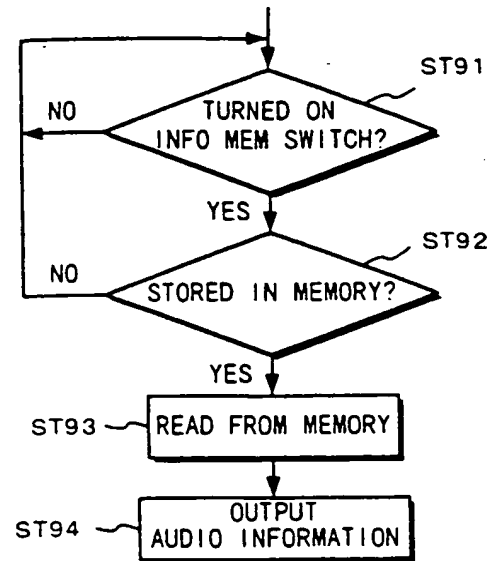 ST91
NO
TURNED ON
INFO MEM SWITCH?
YES
ST92
NO
STORED IN MEMORY?
YES
ST93
READ FROM MEMORY
OUTPUT
ST94
AUDIO INFORMATION